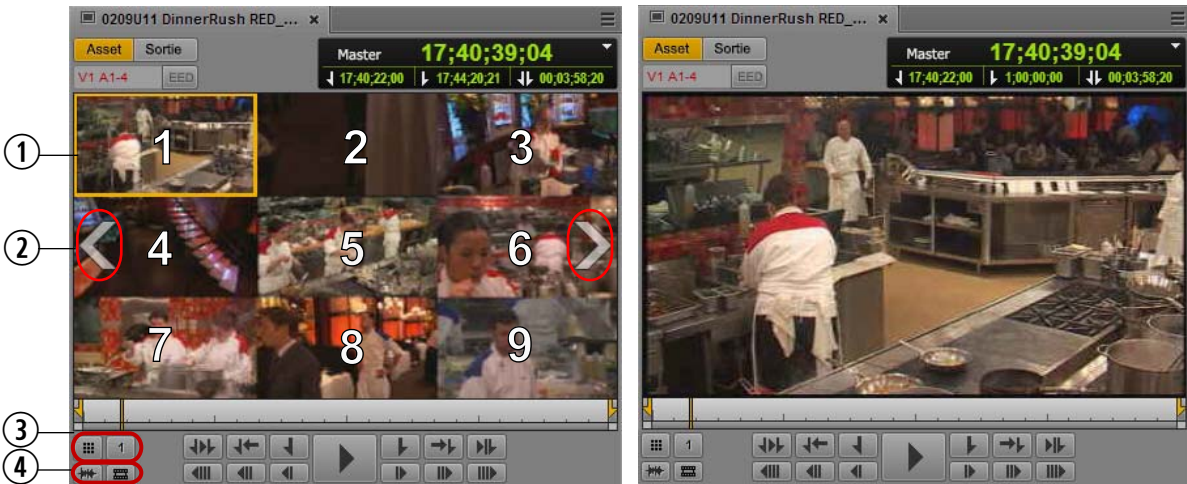 0209U11 DinnerRush RED_... ×
Asset Sortie
Master 17;40;39;04
V1 A1-4 EED
17;40;22;00 17;44;20;21 00;03;58;20
1 2 3
4 5 6
7 8 9
1
2
3
4
1
0209U11 DinnerRush RED_... ×
Asset Sortie
Master 17;40;39;04
V1 A1-4 EED
17;40;22;00 1;00;00;00 00;03;58;20
1